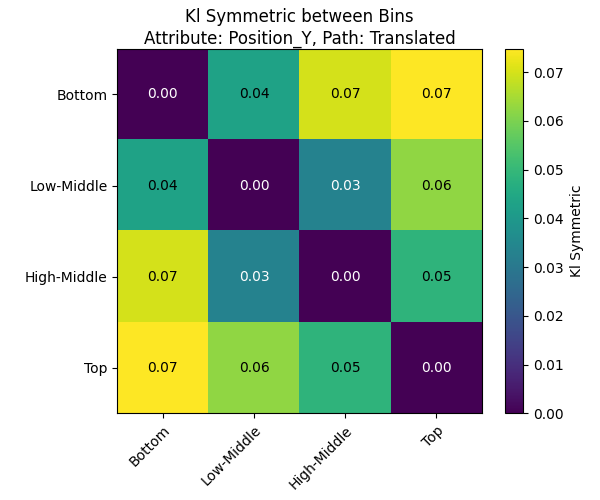 Kl Symmetric between Bins
Attribute: Position_Y, Path: Translated
Bottom 0.00 0.04 0.07 0.07
Low-Middle 0.04 0.00 0.03 0.06
High-Middle 0.07 0.03 0.00 0.05
Top 0.07 0.06 0.05 0.00
Bottom Low-Middle High-Middle Top
0.07
0.06
0.05
0.04
0.03
0.02
0.01
0.00
Kl Symmetric